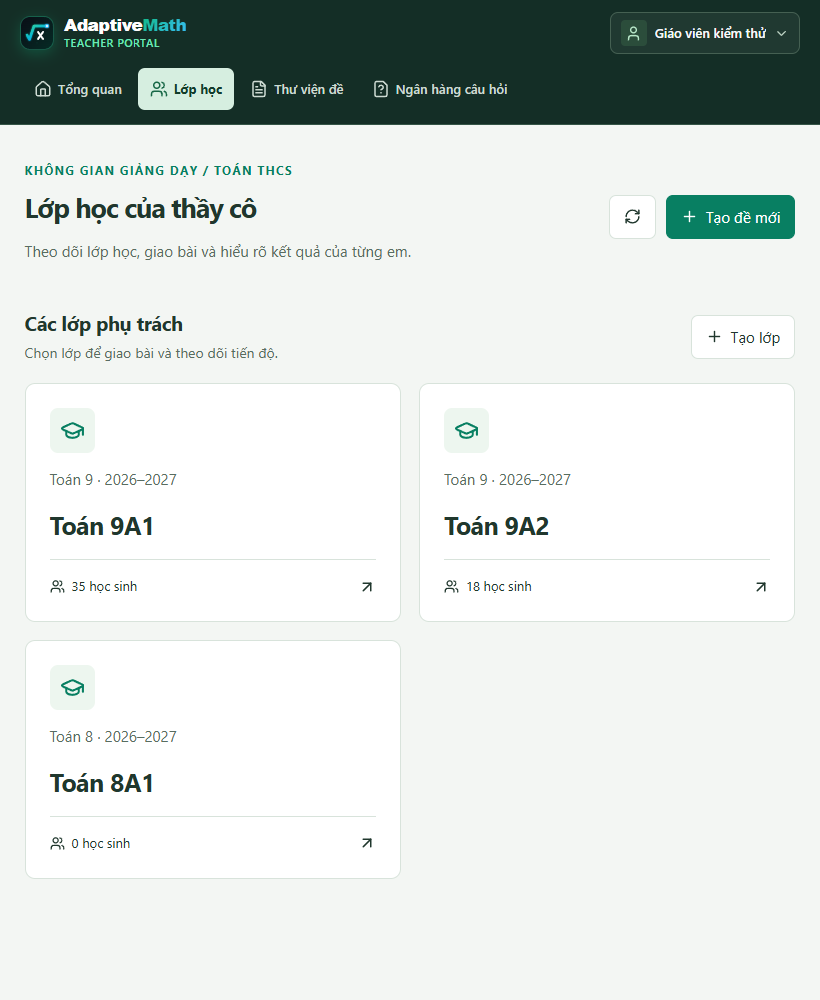 AdaptiveMath
TEACHER PORTAL
Giáo viên kiểm thử
Tổng quan
Lớp học
Thư viện đề
Ngân hàng câu hỏi
KHÔNG GIAN GIẢNG DẠY / TOÁN THCS
Lớp học của thầy cô
Theo dõi lớp học, giao bài và hiểu rõ kết quả của từng em.
Tạo đề mới
Các lớp phụ trách
Chọn lớp để giao bài và theo dõi tiến độ.
Tạo lớp
Toán 9 · 2026–2027
Toán 9A1
35 học sinh
Toán 9 · 2026–2027
Toán 9A2
18 học sinh
Toán 8 · 2026–2027
Toán 8A1
0 học sinh